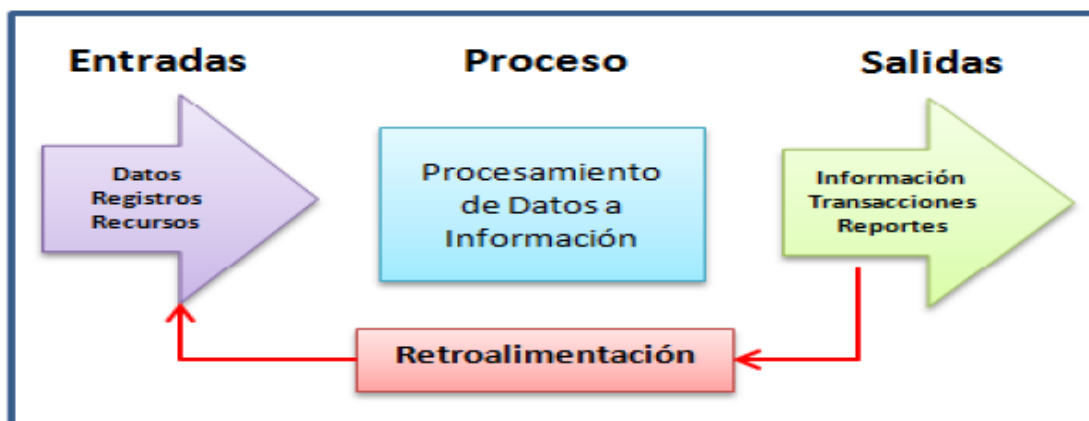 Entradas
Proceso
Salidas
Datos
Registros
Recursos
Procesamiento
de Datos a
Información
Información
Transacciones
Reportes
Retroalimentación